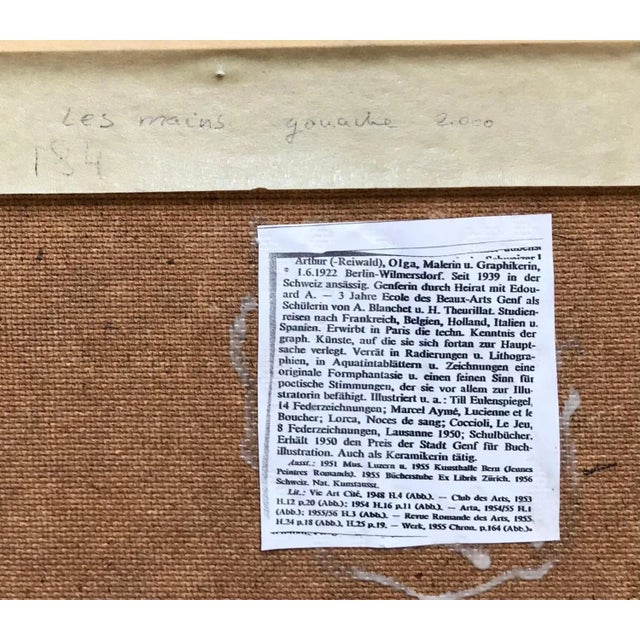 Les mains gouache 2.000
184
Arthur (-Reiwald), Olga, Malerin u. Graphikerin,
* 1.6.1922 Berlin-Wilmersdorf. Seit 1939 in der
Schweiz ansässig. Genferin durch Heirat mit Edou-
ard A. — 3 Jahre Ecole des Beaux-Arts Genf als
Schülerin von A. Blanchet u. H. Theurillat. Studien-
reisen nach Frankreich, Belgien, Holland, Italien u.
Spanien. Erwirbt in Paris die techn. Kenntnis der
graph. Künste, auf die sie sich fortan zur Haupt-
sache verlegt. Verrät in Radierungen u. Lithogra-
phien, in Aquatintablättern u. Zeichnungen eine
originale Formphantasie u. einen feinen Sinn für
poetische Stimmungen, der sie vor allem zur Illu-
stratorin befähigt. Illustriert u. a.: Till Eulenspiegel,
14 Federzeichnungen; Marcel Aymé, Lucienne et le
Boucher; Lorca, Noces de sang; Coccioli, Le Jeu,
8 Federzeichnungen, Lausanne 1950; Schulbücher.
Erhält 1950 den Preis der Stadt Genf für Buch-
illustration. Auch als Keramikerin tätig.
Ausst.: 1951 Mus. Luzern u. 1955 Kunsthalle Bern (Jeunes
Peintres Romands). 1955 Bücherstube Ex Libris Zürich. 1956
Schweiz. Nat. Kunstausst.
Lit.: Vie Art Cité, 1948 H.4 (Abb.). — Club des Arts, 1953
H.12 p.20 (Abb.); 1954 H.16 p.11 (Abb.). — Arta, 1954/55 H.1
(Abb.); 1955/56 H.3 (Abb.). — Revue Romande des Arts, 1955
H.24 p.18 (Abb.), H.25 p.19. — Werk, 1955 Chron. p.164 (Abb.).